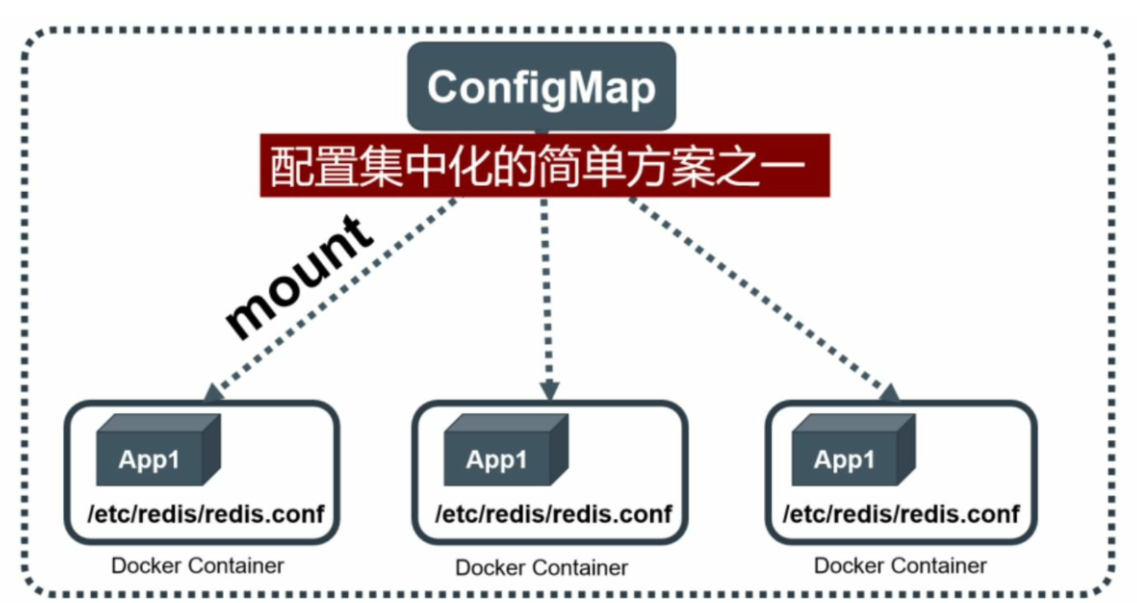 ConfigMap
配置集中化的简单方案之一
mount
App1
/etc/redis/redis.conf
Docker Container
App1
/etc/redis/redis.conf
Docker Container
App1
/etc/redis/redis.conf
Docker Container